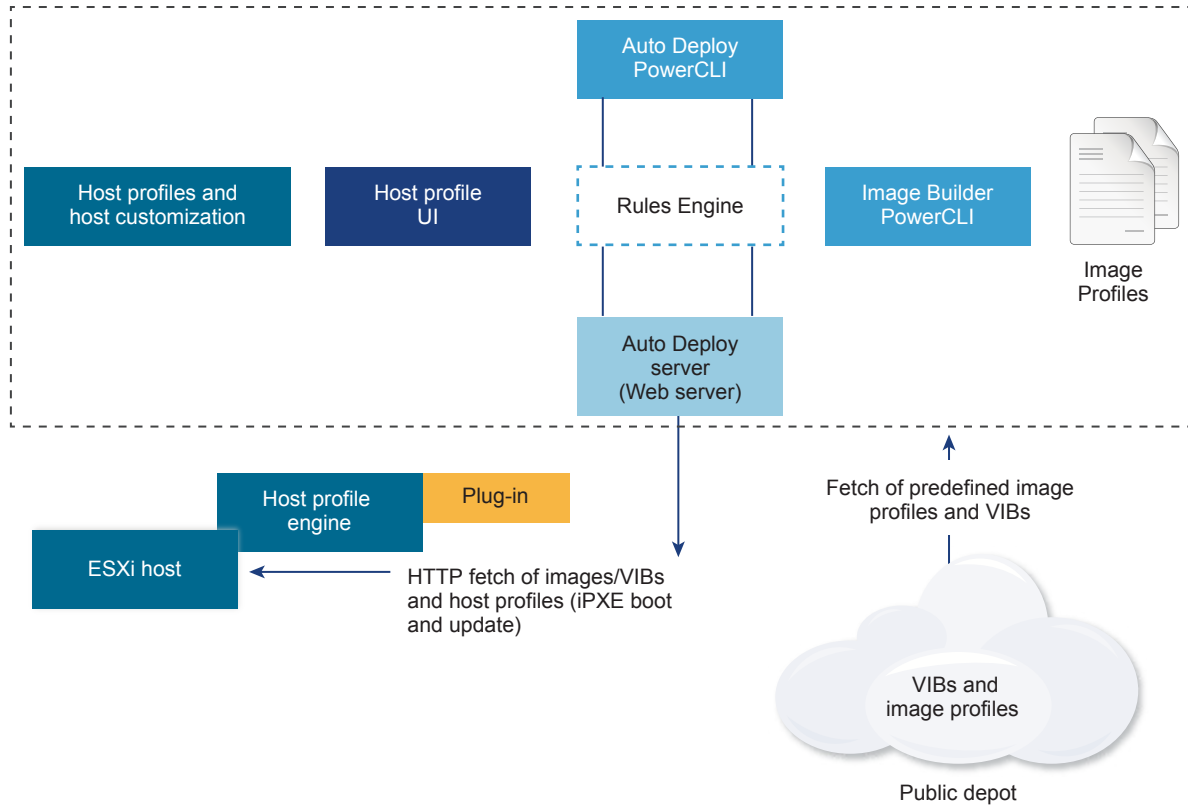 Auto Deploy
PowerCLI
Host profiles and
host customization
Host profile
UI
Rules Engine
Image Builder
PowerCLI
Image
Profiles
Auto Deploy
server
(Web server)
Host profile
engine
Plug-in
ESXi host
HTTP fetch of images/VIBs
and host profiles (iPXE boot
and update)
Fetch of predefined image
profiles and VIBs
VIBs and
image profiles
Public depot